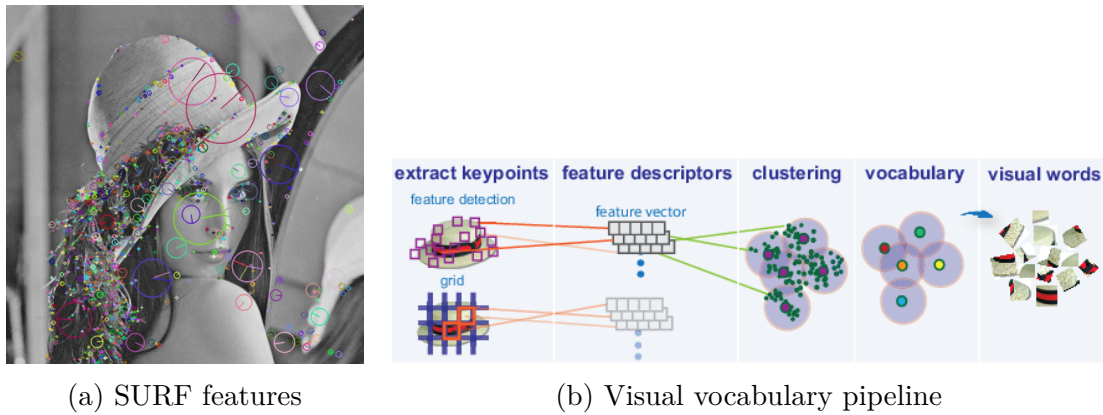 extract keypoints feature descriptors clustering vocabulary visual words
feature detection
feature vector
grid
(a) SURF features
(b) Visual vocabulary pipeline